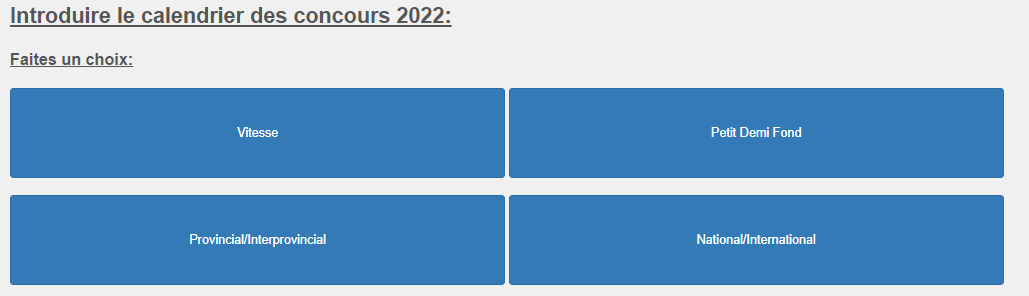 Introduire le calendrier des concours 2022:
Faites un choix:
Vitesse
Petit Demi Fond
Provincial/Interprovincial
National/International